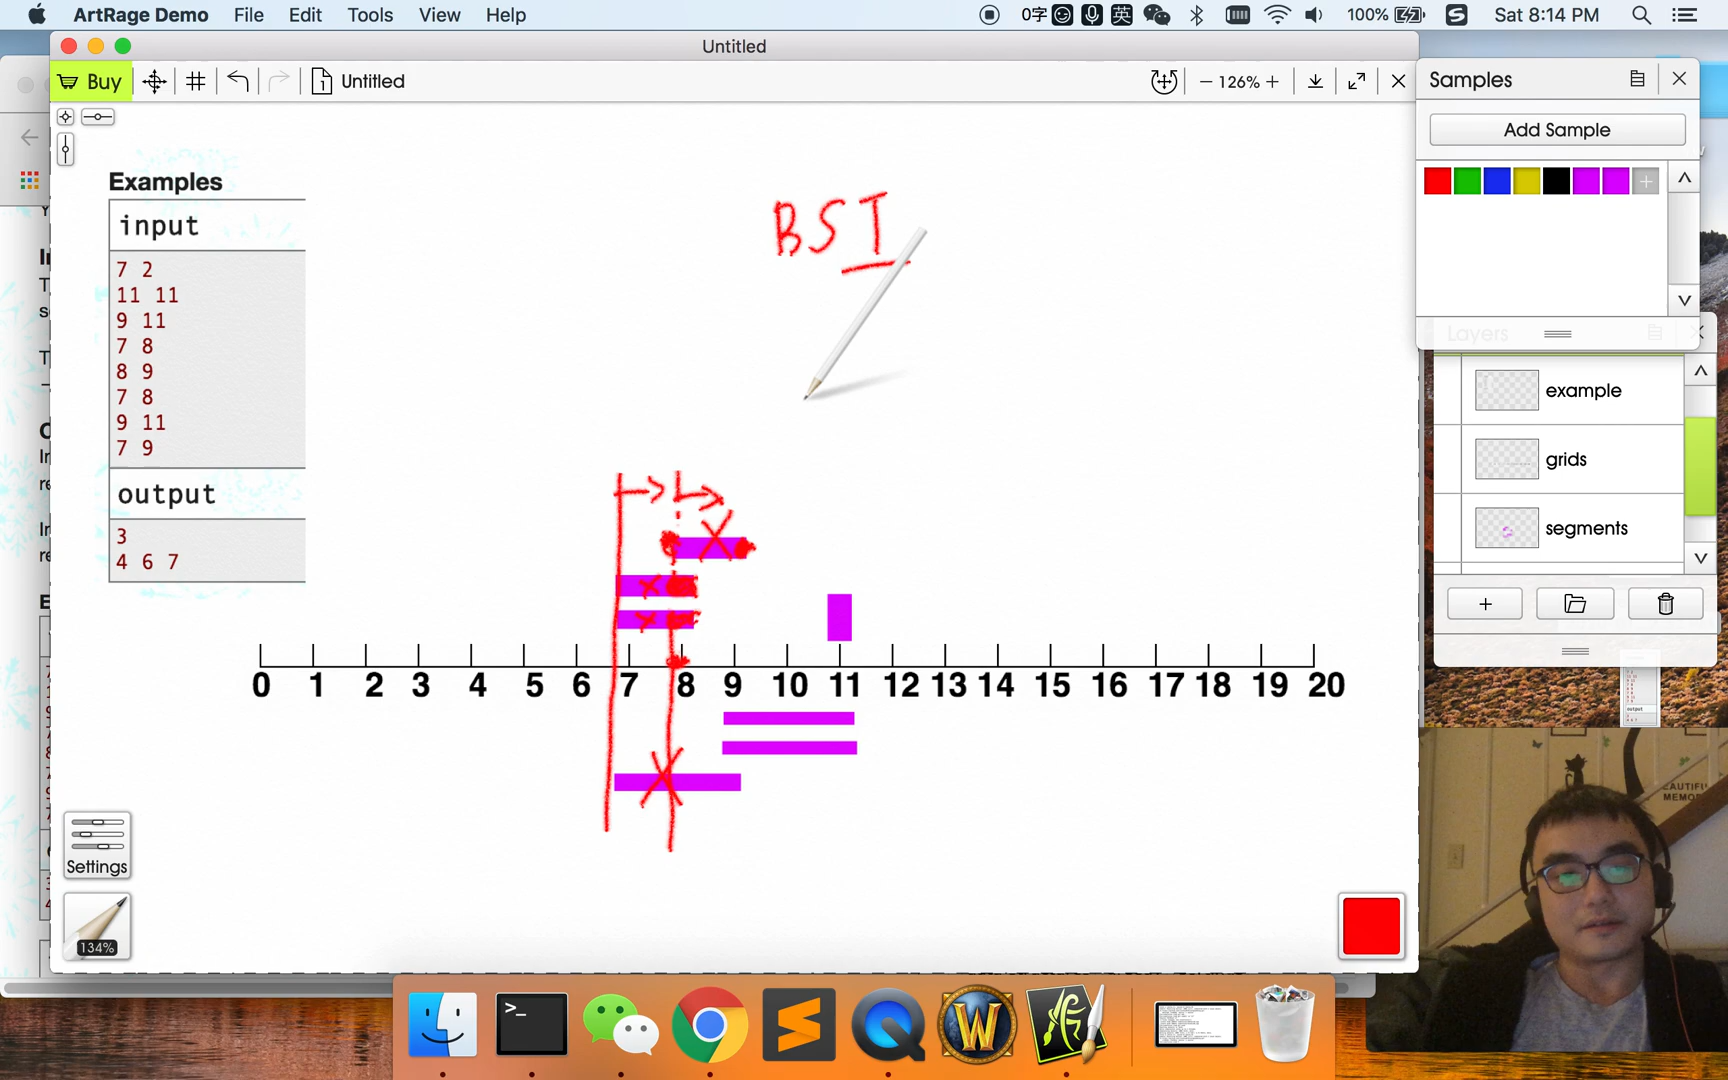 ArtRage Demo File Edit Tools View Help 0字 英 100% S Sat 8:14 PM
Untitled
Buy Untitled 126%
Samples
Add Sample
Layers
example
grids
segments
Examples
input
7 2
11 11
9 11
7 8
8 9
7 8
9 11
7 9
output
3
4 6 7
BST
0 1 2 3 4 5 6 7 8 9 10 11 12 13 14 15 16 17 18 19 20
Settings
134%